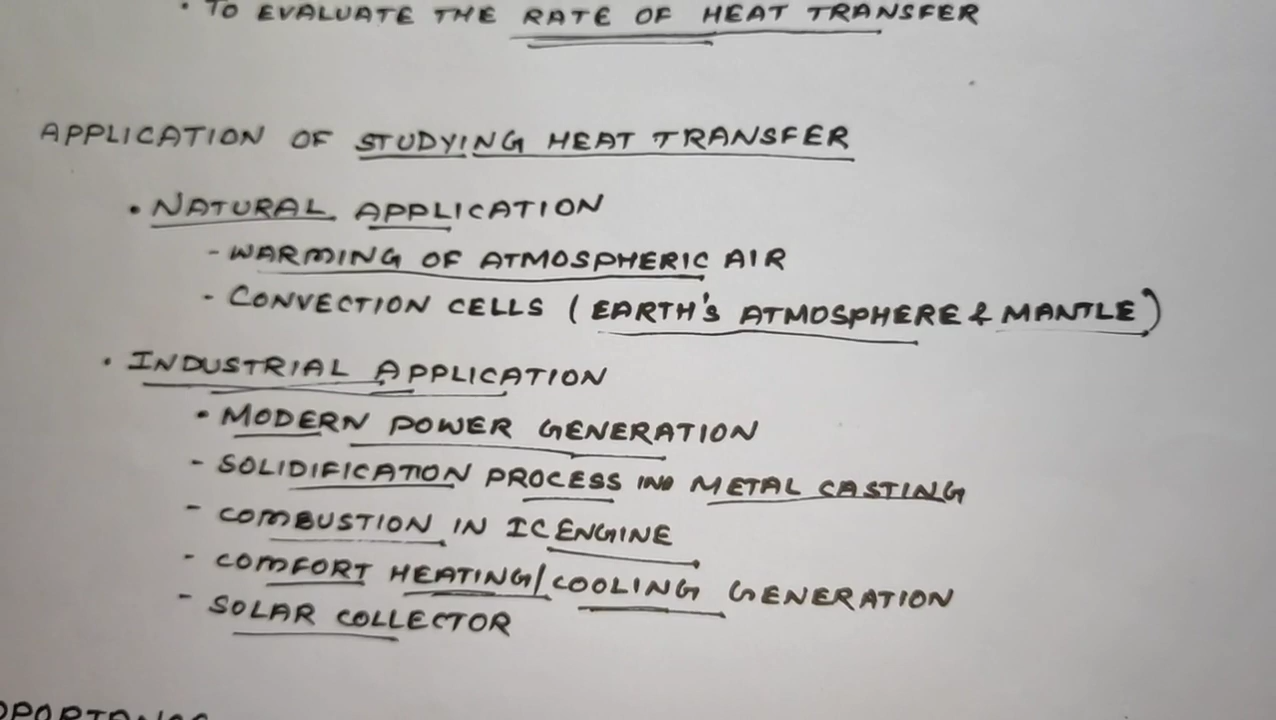 • TO EVALUATE THE RATE OF HEAT TRANSFER
APPLICATION OF STUDYING HEAT TRANSFER
• NATURAL APPLICATION
- WARMING OF ATMOSPHERIC AIR
- CONVECTION CELLS (EARTH'S ATMOSPHERE & MANTLE)
• INDUSTRIAL APPLICATION
• MODERN POWER GENERATION
- SOLIDIFICATION PROCESS IN METAL CASTING
- COMBUSTION IN IC ENGINE
- COMFORT HEATING/COOLING GENERATION
- SOLAR COLLECTOR